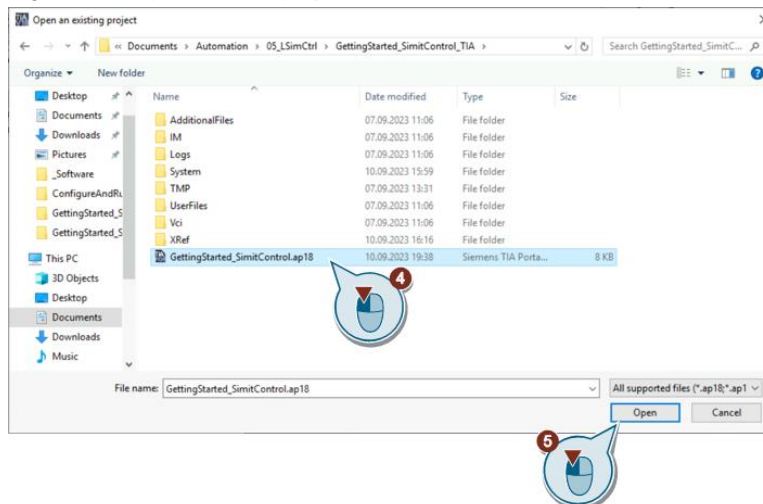 Open an existing project
« Documents › Automation › 05_LSimCtrl › GettingStarted_SimitControl_TIA ›
Search GettingStarted_SimitC...
Organize New folder
Name Date modified Type Size
Desktop
Documents
Downloads
Pictures
_Software
ConfigureAndRu
GettingStarted_S
GettingStarted_S
This PC
3D Objects
Desktop
Documents
Downloads
Music
AdditionalFiles 07.09.2023 11:06 File folder
IM 07.09.2023 11:06 File folder
Logs 07.09.2023 11:06 File folder
System 10.09.2023 15:59 File folder
TMP 07.09.2023 13:31 File folder
UserFiles 07.09.2023 11:06 File folder
Vci 07.09.2023 11:06 File folder
XRef 10.09.2023 16:16 File folder
GettingStarted_SimitControl.ap18 10.09.2023 19:38 Siemens TIA Porta... 8 KB
4
File name: GettingStarted_SimitControl.ap18
All supported files (*.ap18;*.ap1
Open Cancel
5